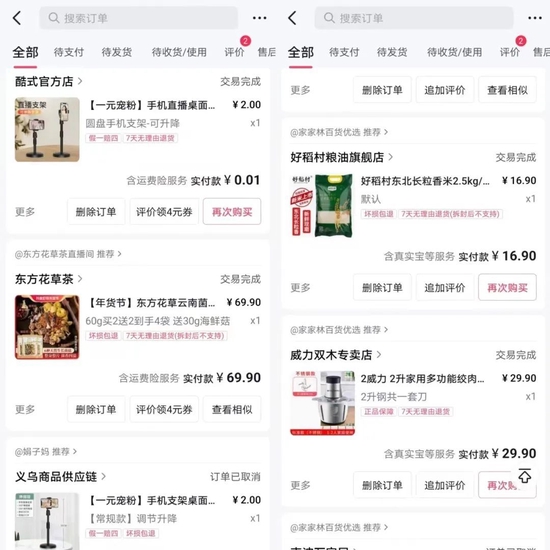 搜索订单
全部 待支付 待发货 待收货/使用 评价 2 售后
酷式官方店 交易完成
直播支架
【一元宠粉】手机直播桌面... ¥ 2.00
圆盘手机支架-可升降 x1
假一赔四 7天无理由退货
含运费险服务 实付款 ¥ 0.01
更多 删除订单 评价领4元券 再次购买
@东方花草茶直播间 推荐
东方花草茶 交易完成
【年货节】东方花草云南菌... ¥ 69.90
60g买2送2到手4袋 送30g海鲜菇 x1
坏损包退 7天无理由退货(拆封后不支持)
含运费险服务 实付款 ¥ 69.90
更多 删除订单 评价领4元券 查看相似
@娟子妈 推荐
义乌商品供应链 订单已取消
【一元宠粉】手机支架桌面... ¥ 2.00
【常规款】调节升降 x1
假一赔四 坏损包退
搜索订单
全部 待支付 待发货 待收货/使用 评价 2 售后
更多 删除订单 追加评价 查看相似
@家家林百货优选 推荐
好稻村粮油旗舰店 交易完成
好稻村东北长粒香米2.5kg/... ¥ 16.90
默认 x1
坏损包退 7天无理由退货(拆封后不支持)
含真实宝等服务 实付款 ¥ 16.90
更多 删除订单 追加评价 再次购买
@家家林百货优选 推荐
威力双木专卖店 交易完成
2威力 2升家用多功能绞肉... ¥ 29.90
2升钢共一套刀 x1
正品保障 7天无理由退货
含真实宝等服务 实付款 ¥ 29.90
更多 删除订单 追加评价 再次购买
@家家林百货优选 推荐